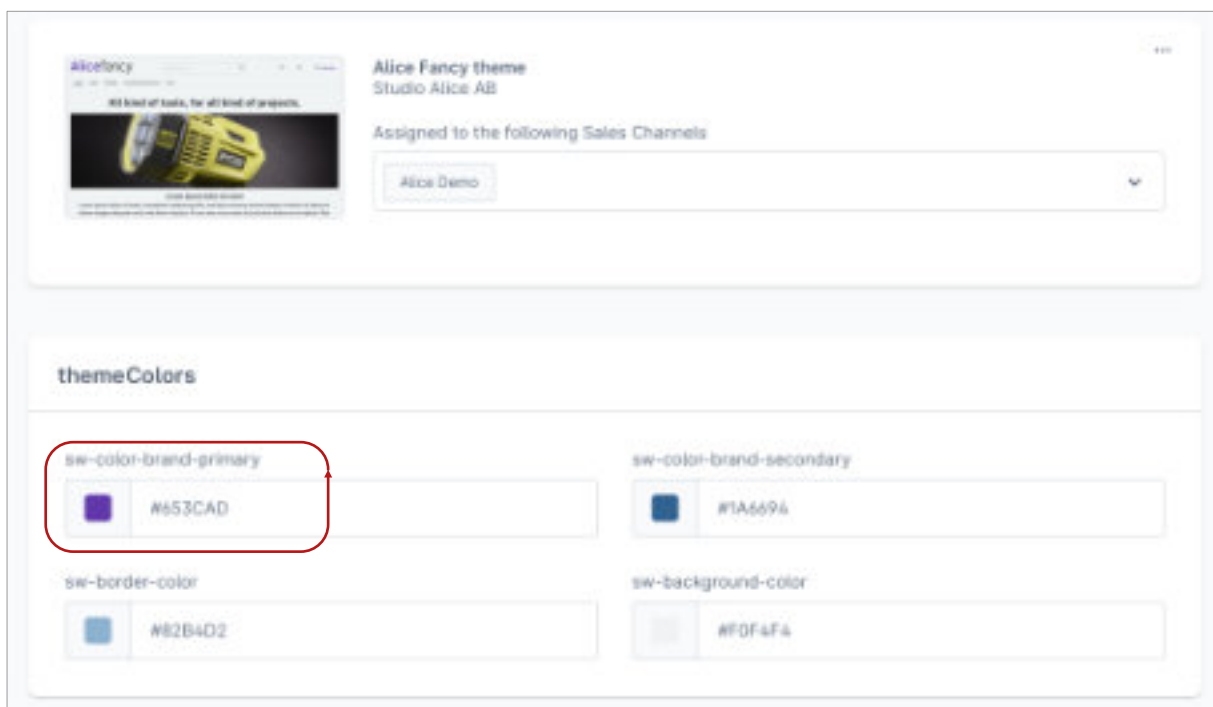 Alicefancy
All kind of tools, for all kind of projects.
Alice Fancy theme
Studio Alice AB
Assigned to the following Sales Channels
Alice Demo
themeColors
sw-color-brand-primary
#653CAD
sw-color-brand-secondary
#1A6694
sw-border-color
#82B4D2
sw-background-color
#F0F4F4